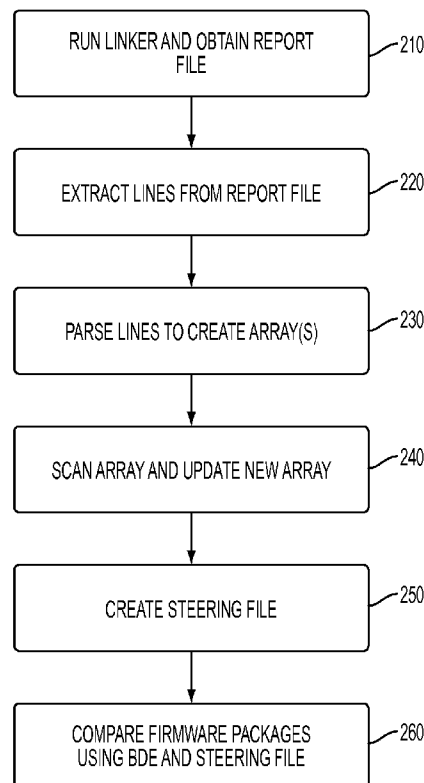 RUN LINKER AND OBTAIN REPORT
FILE
210
EXTRACT LINES FROM REPORT FILE
220
PARSE LINES TO CREATE ARRAY(S)
230
SCAN ARRAY AND UPDATE NEW ARRAY
240
CREATE STEERING FILE
250
COMPARE FIRMWARE PACKAGES
USING BDE AND STEERING FILE
260